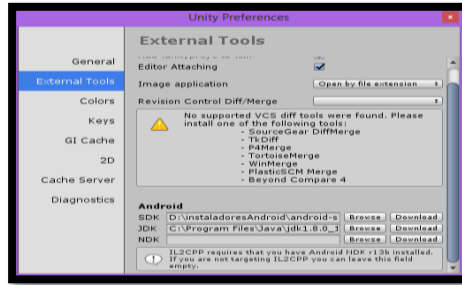 Unity Preferences
External Tools
General
External Tools
Colors
Keys
GI Cache
2D
Cache Server
Diagnostics
Editor Attaching
Image application
Open by file extension
Revision Control Diff/Merge
No supported VCS diff tools were found. Please
install one of the following tools:
- SourceGear DiffMerge
- TkDiff
- P4Merge
- TortoiseMerge
- WinMerge
- PlasticSCM Merge
- Beyond Compare 4
Android
SDK D:\instaladoresAndroid\android-s Browse Download
JDK C:\Program Files\Java\jdk1.8.0_1 Browse Download
NDK Browse Download
IL2CPP requires that you have Android NDK r13b installed.
If you are not targeting IL2CPP you can leave this field
empty.